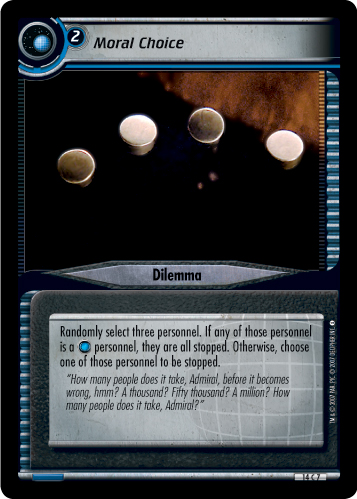 2 Moral Choice
Dilemma
Randomly select three personnel. If any of those personnel
is a personnel, they are all stopped. Otherwise, choose
one of those personnel to be stopped.
"How many people does it take, Admiral, before it becomes
wrong, hmm? A thousand? Fifty thousand? A million? How
many people does it take, Admiral?"
14 C 7